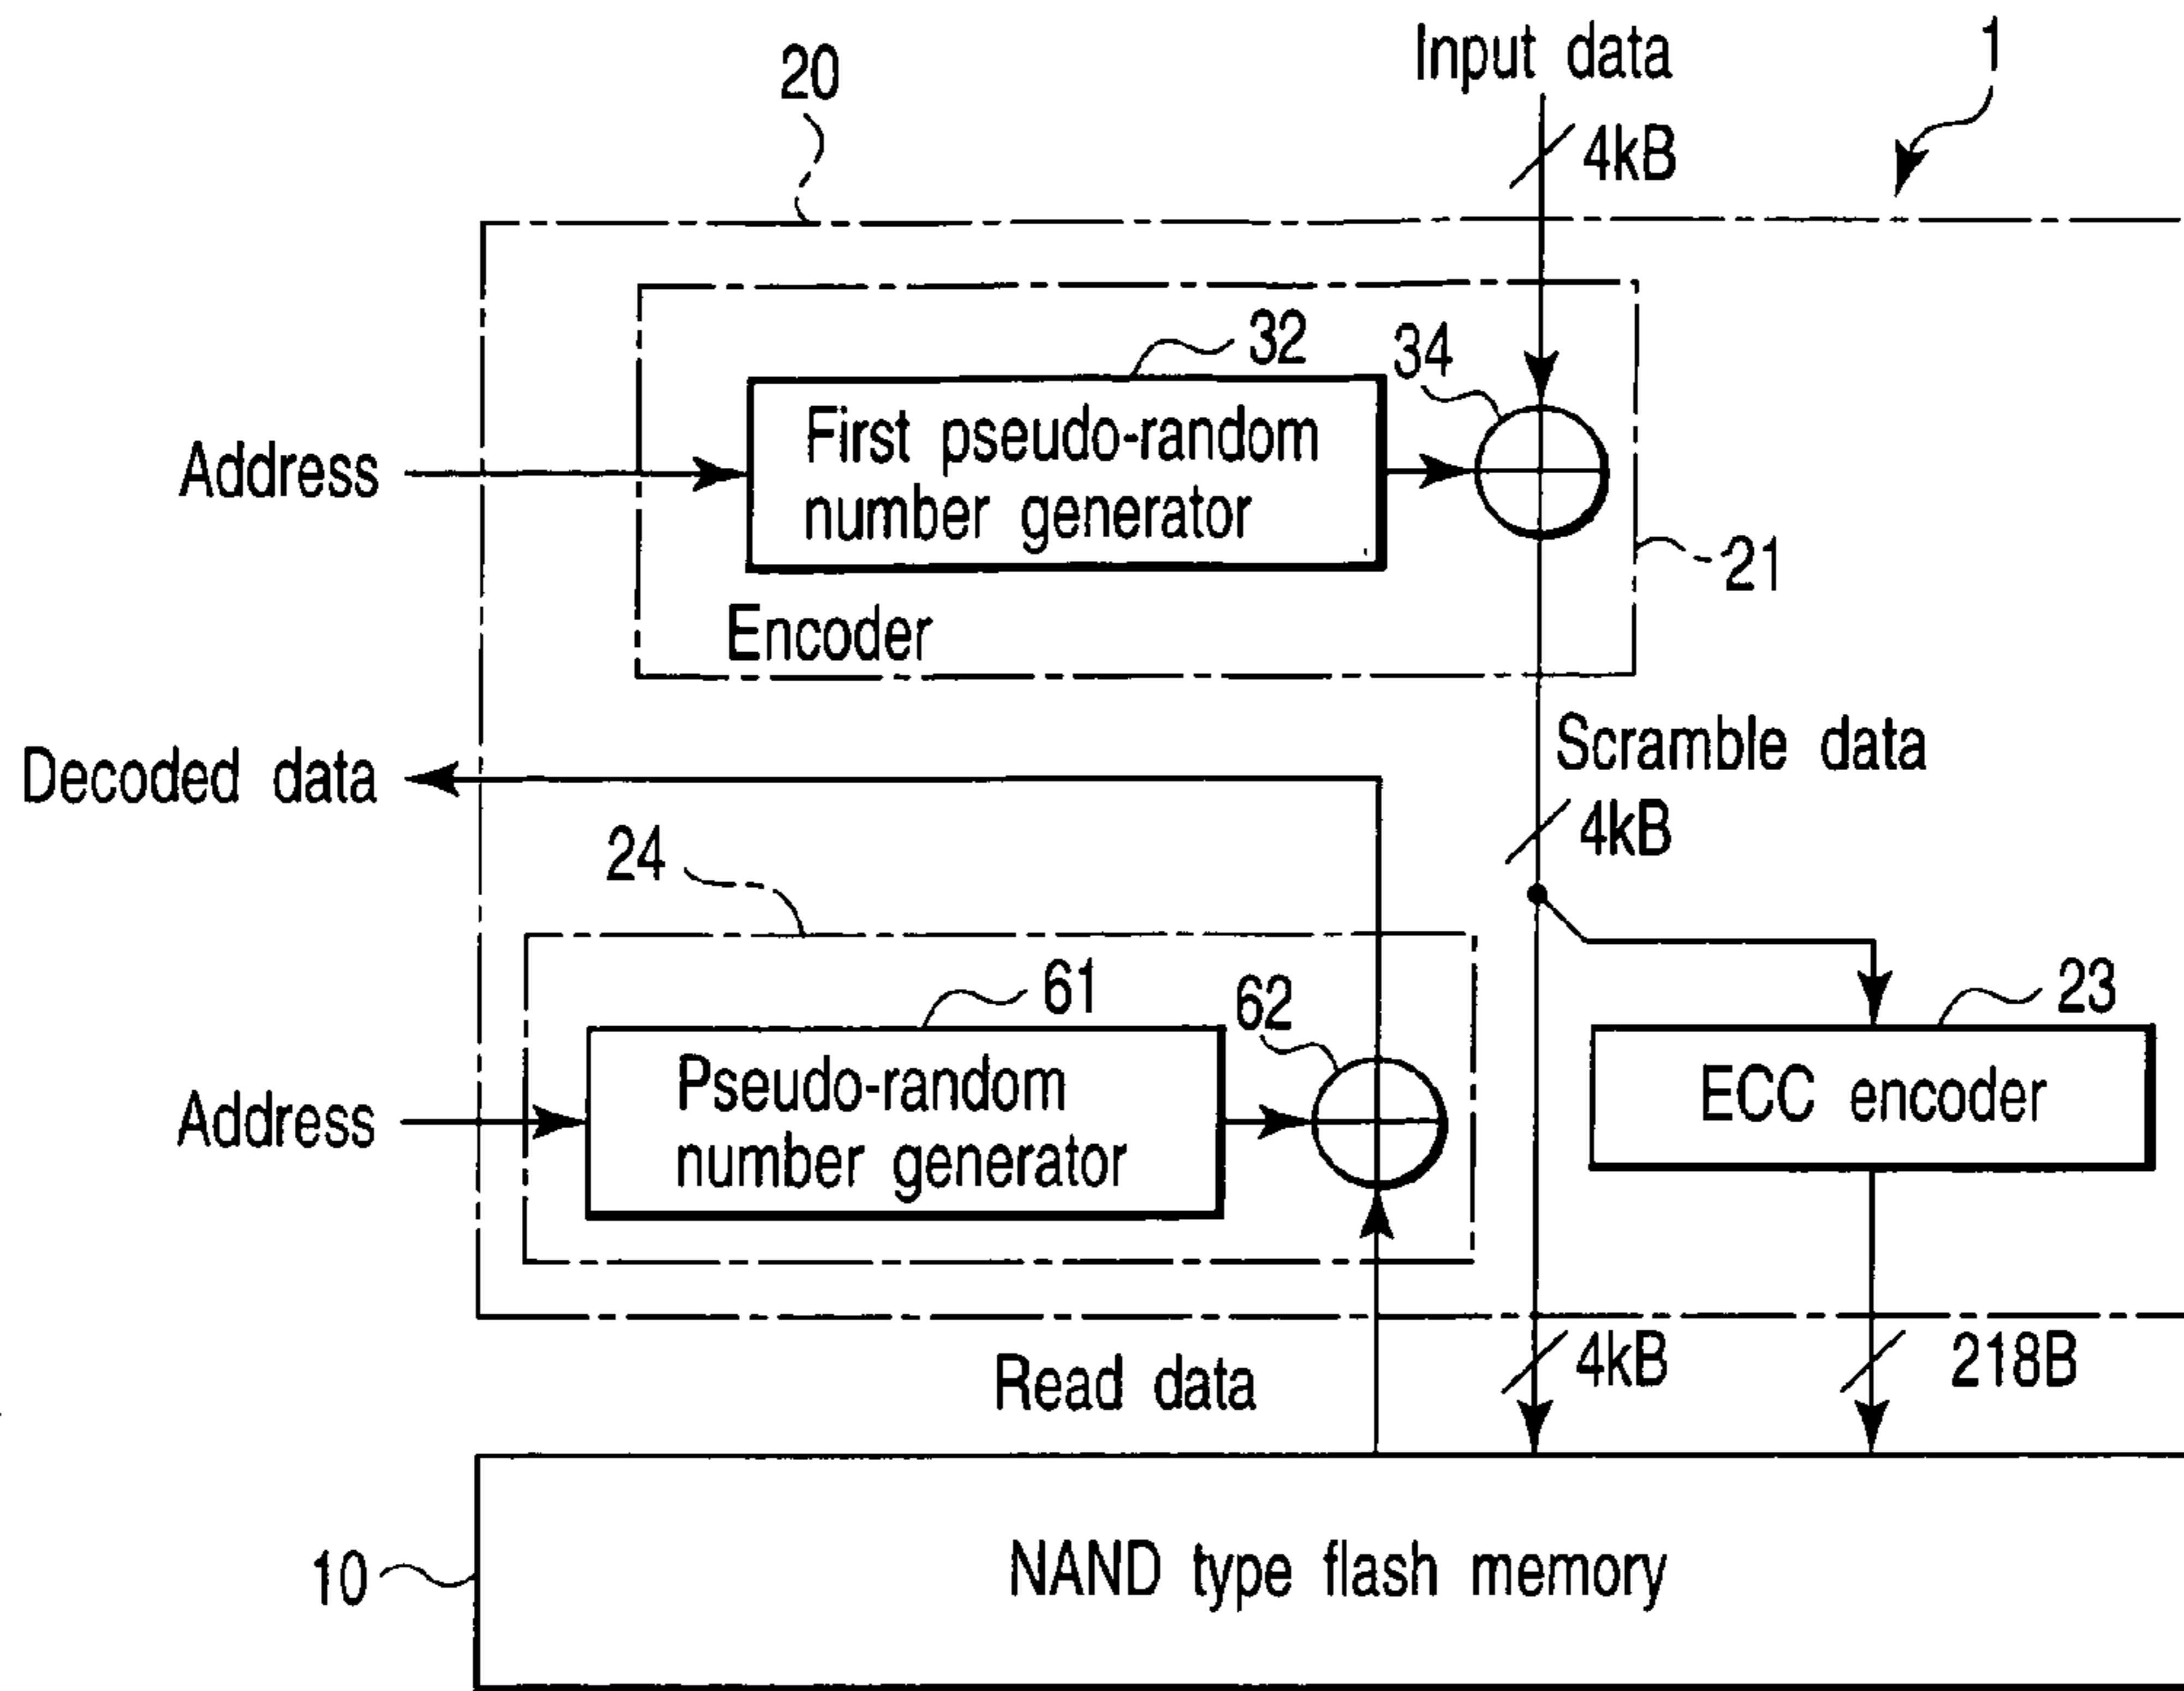 Input data
1
20
4kB
32
34
First pseudo-random
number generator
Address
21
Encoder
Scramble data
Decoded data
4kB
24
61
62
23
Pseudo-random
number generator
ECC encoder
Address
Read data
4kB
218B
10
NAND type flash memory